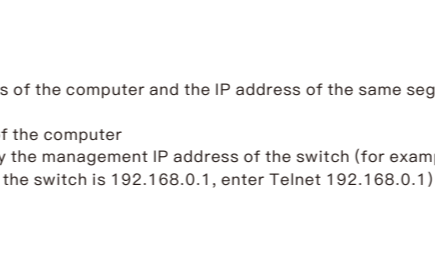 s of the computer and the IP address of the same seg
f the computer
y the management IP address of the switch (for examp
the switch is 192.168.0.1, enter Telnet 192.168.0.1)